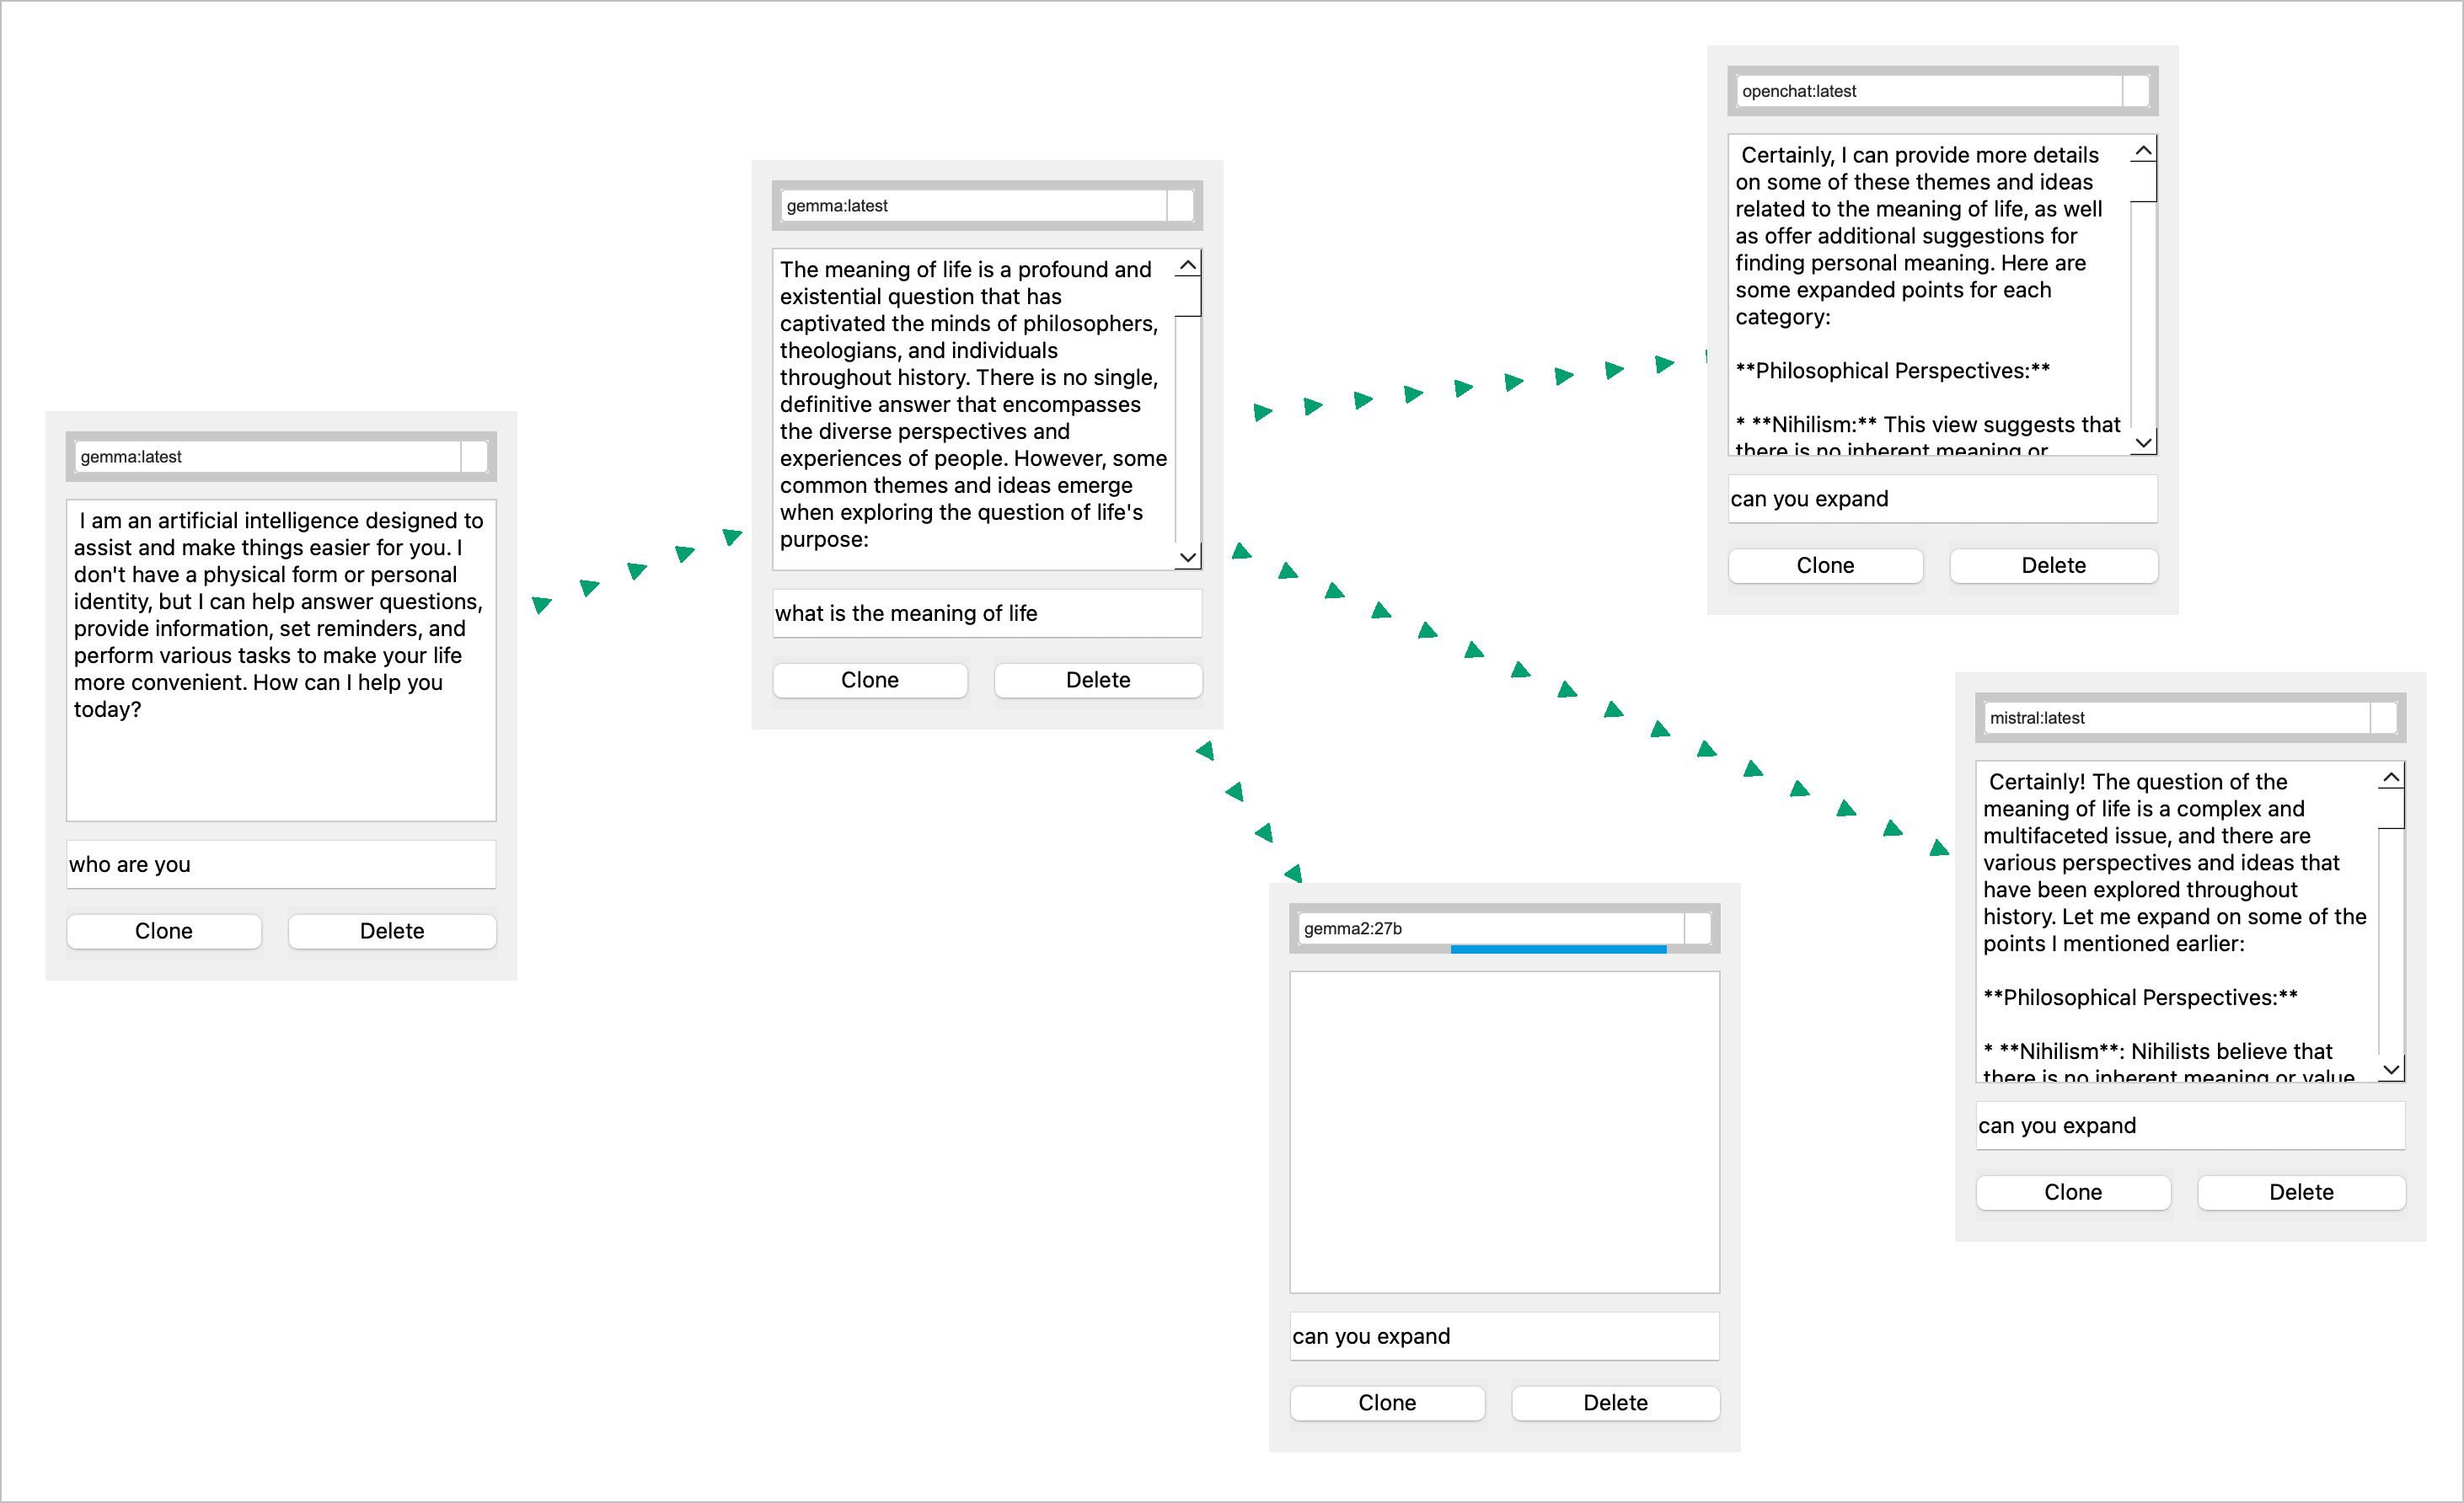 gemma:latest
I am an artificial intelligence designed to
assist and make things easier for you. I
don't have a physical form or personal
identity, but I can help answer questions,
provide information, set reminders, and
perform various tasks to make your life
more convenient. How can I help you
today?
who are you
Clone
Delete
gemma:latest
The meaning of life is a profound and
existential question that has
captivated the minds of philosophers,
theologians, and individuals
throughout history. There is no single,
definitive answer that encompasses
the diverse perspectives and
experiences of people. However, some
common themes and ideas emerge
when exploring the question of life's
purpose:
what is the meaning of life
Clone
Delete
openchat:latest
Certainly, I can provide more details
on some of these themes and ideas
related to the meaning of life, as well
as offer additional suggestions for
finding personal meaning. Here are
some expanded points for each
category:
**Philosophical Perspectives:**
* **Nihilism:** This view suggests that
there is no inherent meaning or
can you expand
Clone
Delete
gemma2:27b
can you expand
Clone
Delete
mistral:latest
Certainly! The question of the
meaning of life is a complex and
multifaceted issue, and there are
various perspectives and ideas that
have been explored throughout
history. Let me expand on some of the
points I mentioned earlier:
**Philosophical Perspectives:**
* **Nihilism**: Nihilists believe that
there is no inherent meaning or value
can you expand
Clone
Delete